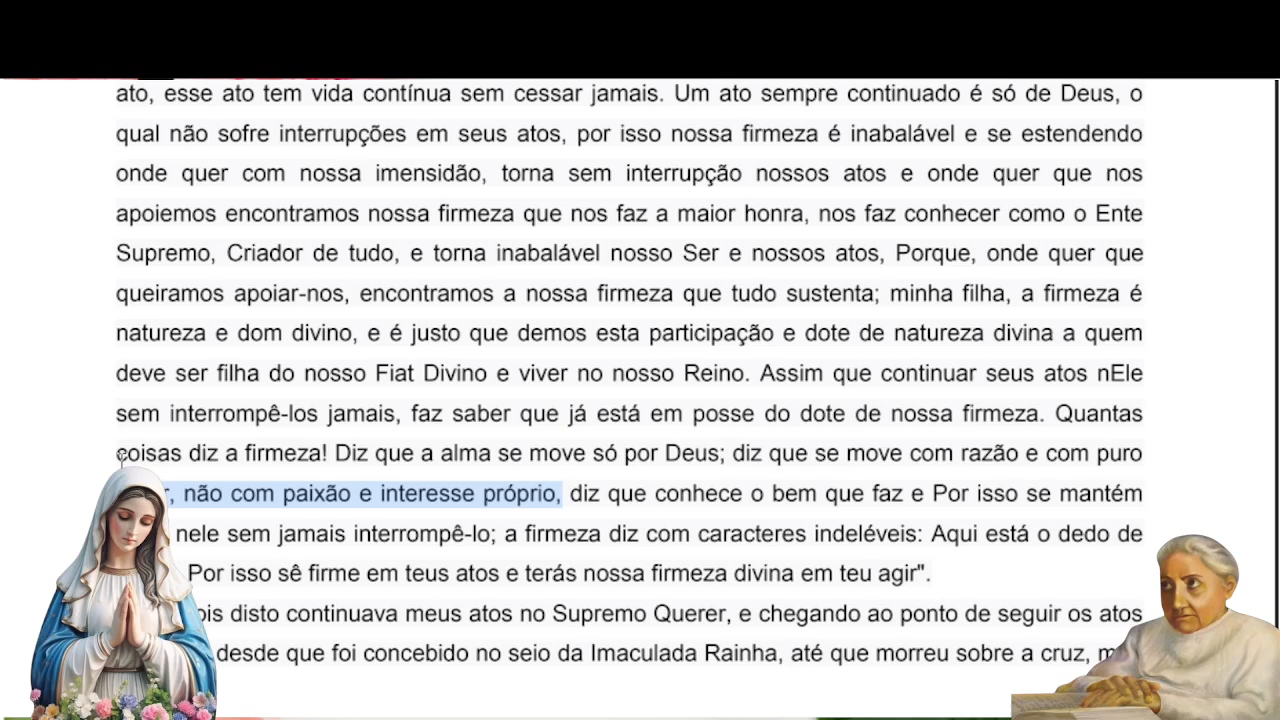 ato, esse ato tem vida contínua sem cessar jamais. Um ato sempre continuado é só de Deus, o
qual não sofre interrupções em seus atos, por isso nossa firmeza é inabalável e se estendendo
onde quer com nossa imensidão, torna sem interrupção nossos atos e onde quer que nos
apoiemos encontramos nossa firmeza que nos faz a maior honra, nos faz conhecer como o Ente
Supremo, Criador de tudo, e torna inabalável nosso Ser e nossos atos, Porque, onde quer que
queiramos apoiar-nos, encontramos a nossa firmeza que tudo sustenta; minha filha, a firmeza é
natureza e dom divino, e é justo que demos esta participação e dote de natureza divina a quem
deve ser filha do nosso Fiat Divino e viver no nosso Reino. Assim que continuar seus atos nEle
sem interrompê-los jamais, faz saber que já está em posse do dote de nossa firmeza. Quantas
coisas diz a firmeza! Diz que a alma se move só por Deus; diz que se move com razão e com puro
não com paixão e interesse próprio, diz que conhece o bem que faz e Por isso se mantém
nele sem jamais interrompê-lo; a firmeza diz com caracteres indeléveis: Aqui está o dedo de
Por isso sê firme em teus atos e terás nossa firmeza divina em teu agir".
disto continuava meus atos no Supremo Querer, e chegando ao ponto de seguir os atos
desde que foi concebido no seio da Imaculada Rainha, até que morreu sobre a cruz,